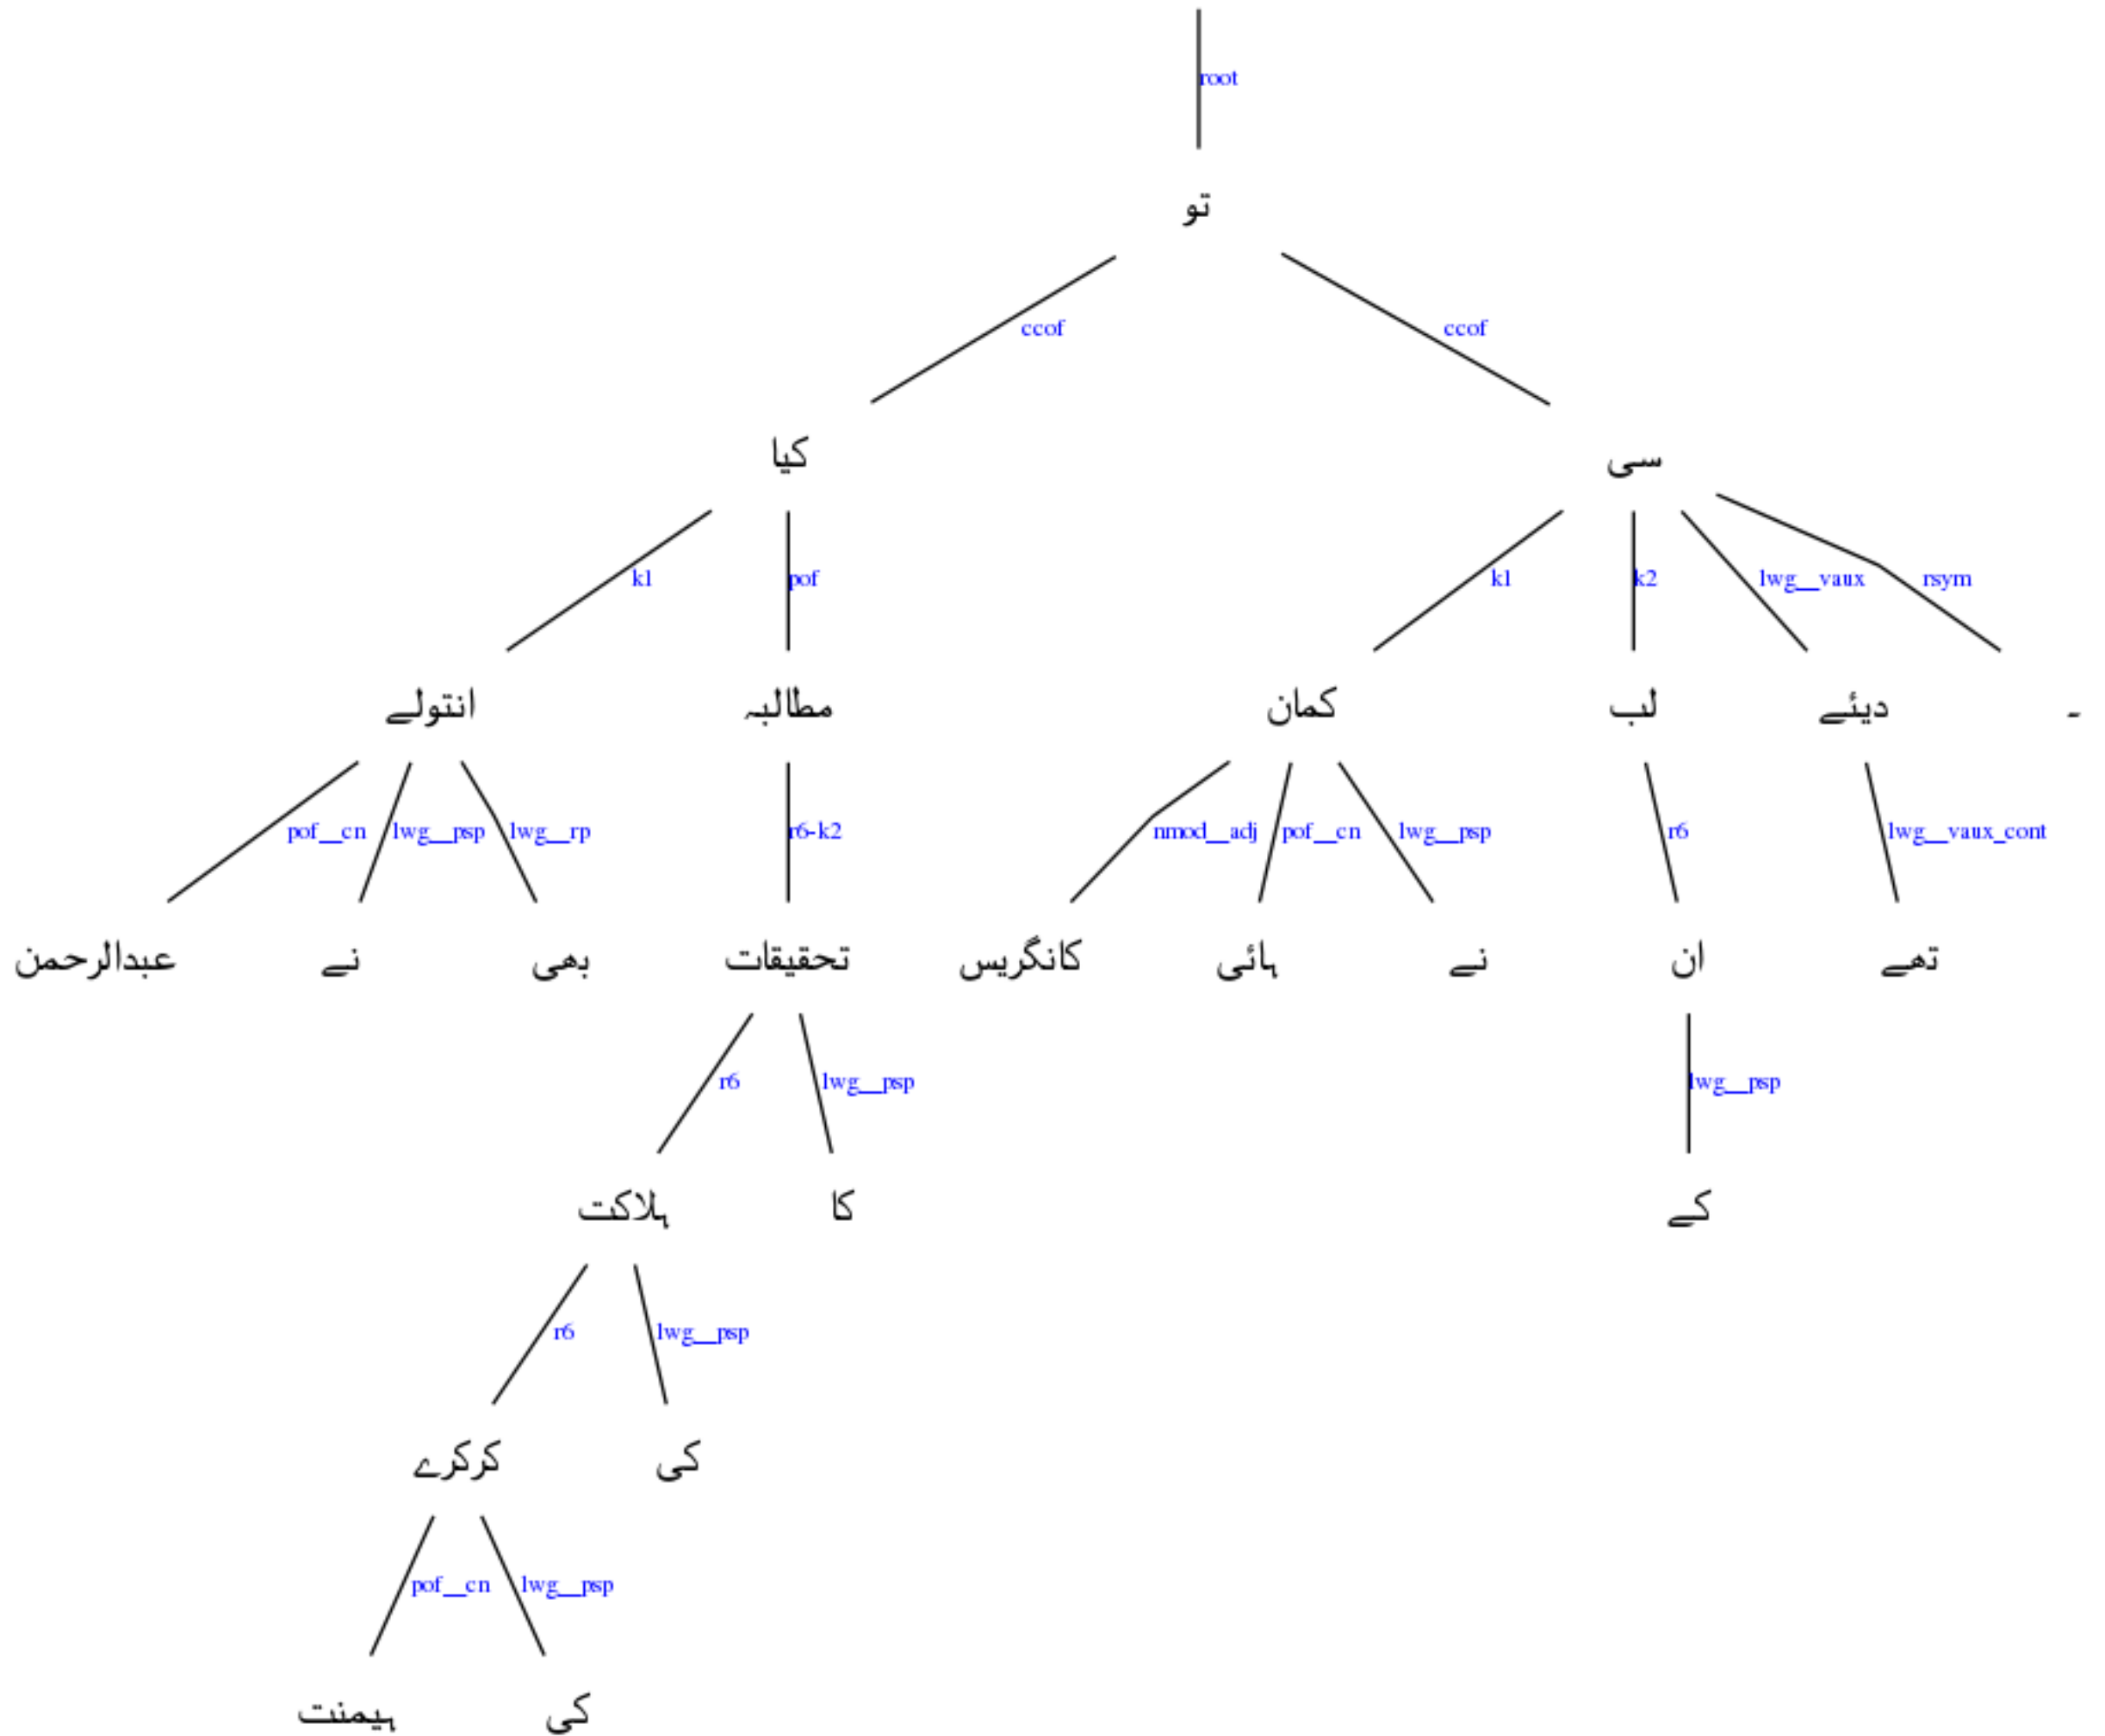 root
تو
ccof ccof
کیا سی
k1 pof k1 k2 lwg__vaux rsym
انتولے مطالبہ کمان لب دیئے ۔
pof__cn lwg__psp lwg__rp r6-k2 nmod__adj pof__cn lwg__psp r6 lwg__vaux_cont
عبدالرحمن نے بھی تحقیقات کانگریس ہائی نے ان تھے
r6 lwg__psp lwg__psp
ہلاکت کا کے
r6 lwg__psp
کرکرے کی
pof__cn lwg__psp
ہیمنت کی